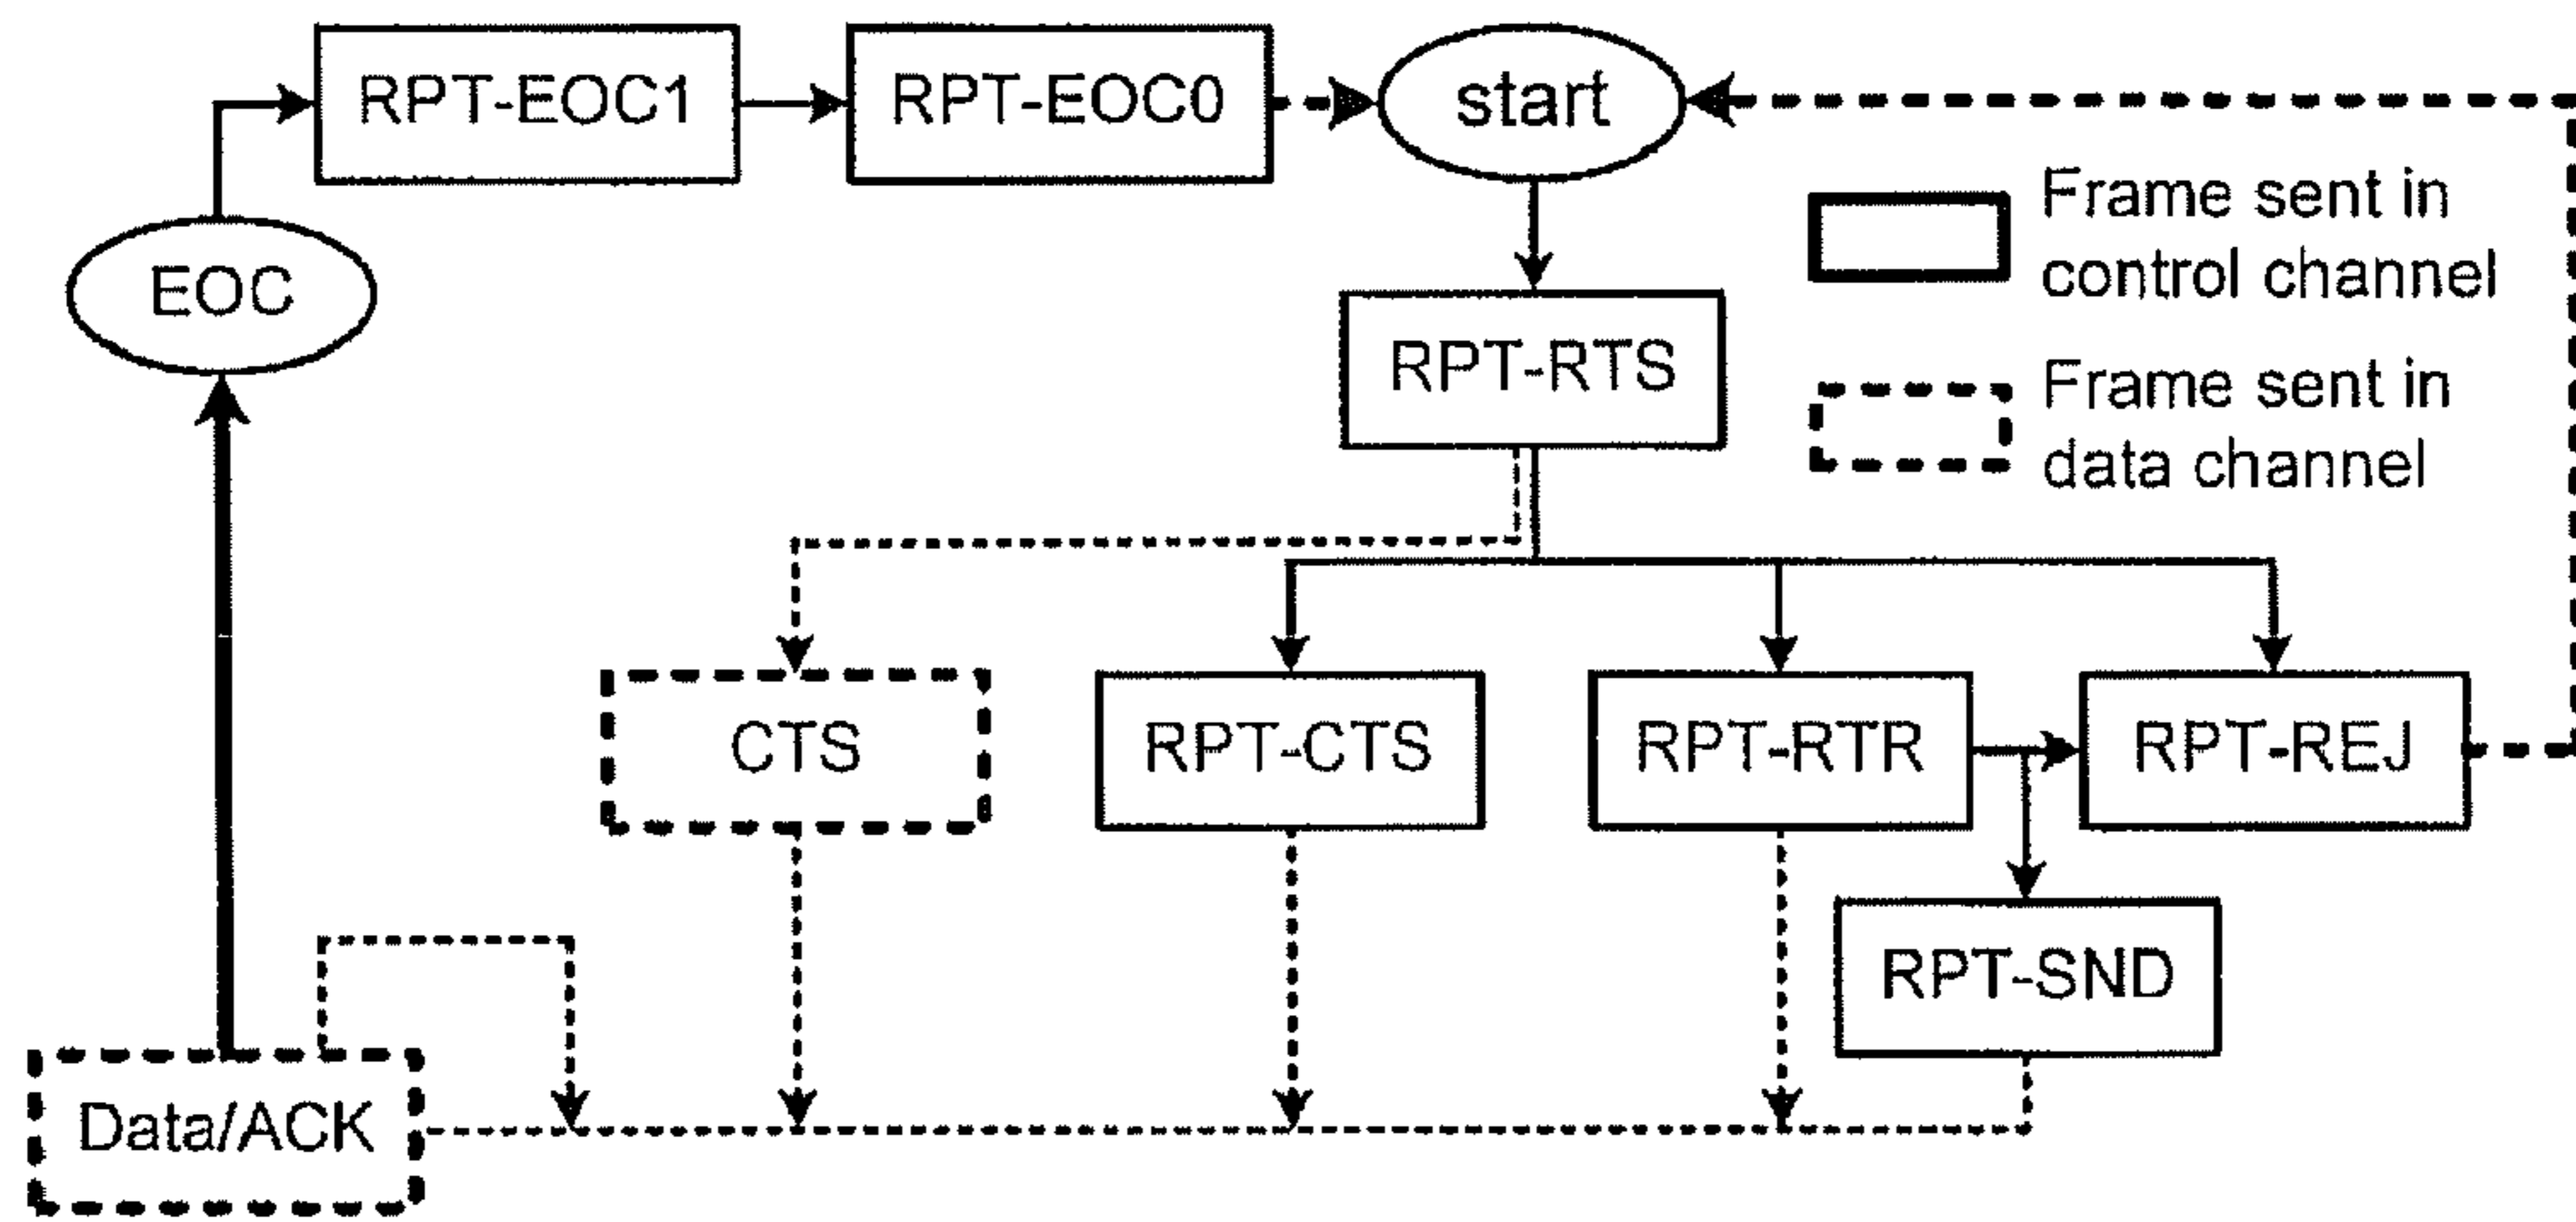 RPT-EOC1
RPT-EOC0
start
Frame sent in
control channel
EOC
RPT-RTS
Frame sent in
data channel
CTS
RPT-CTS
RPT-RTR
RPT-REJ
RPT-SND
Data/ACK